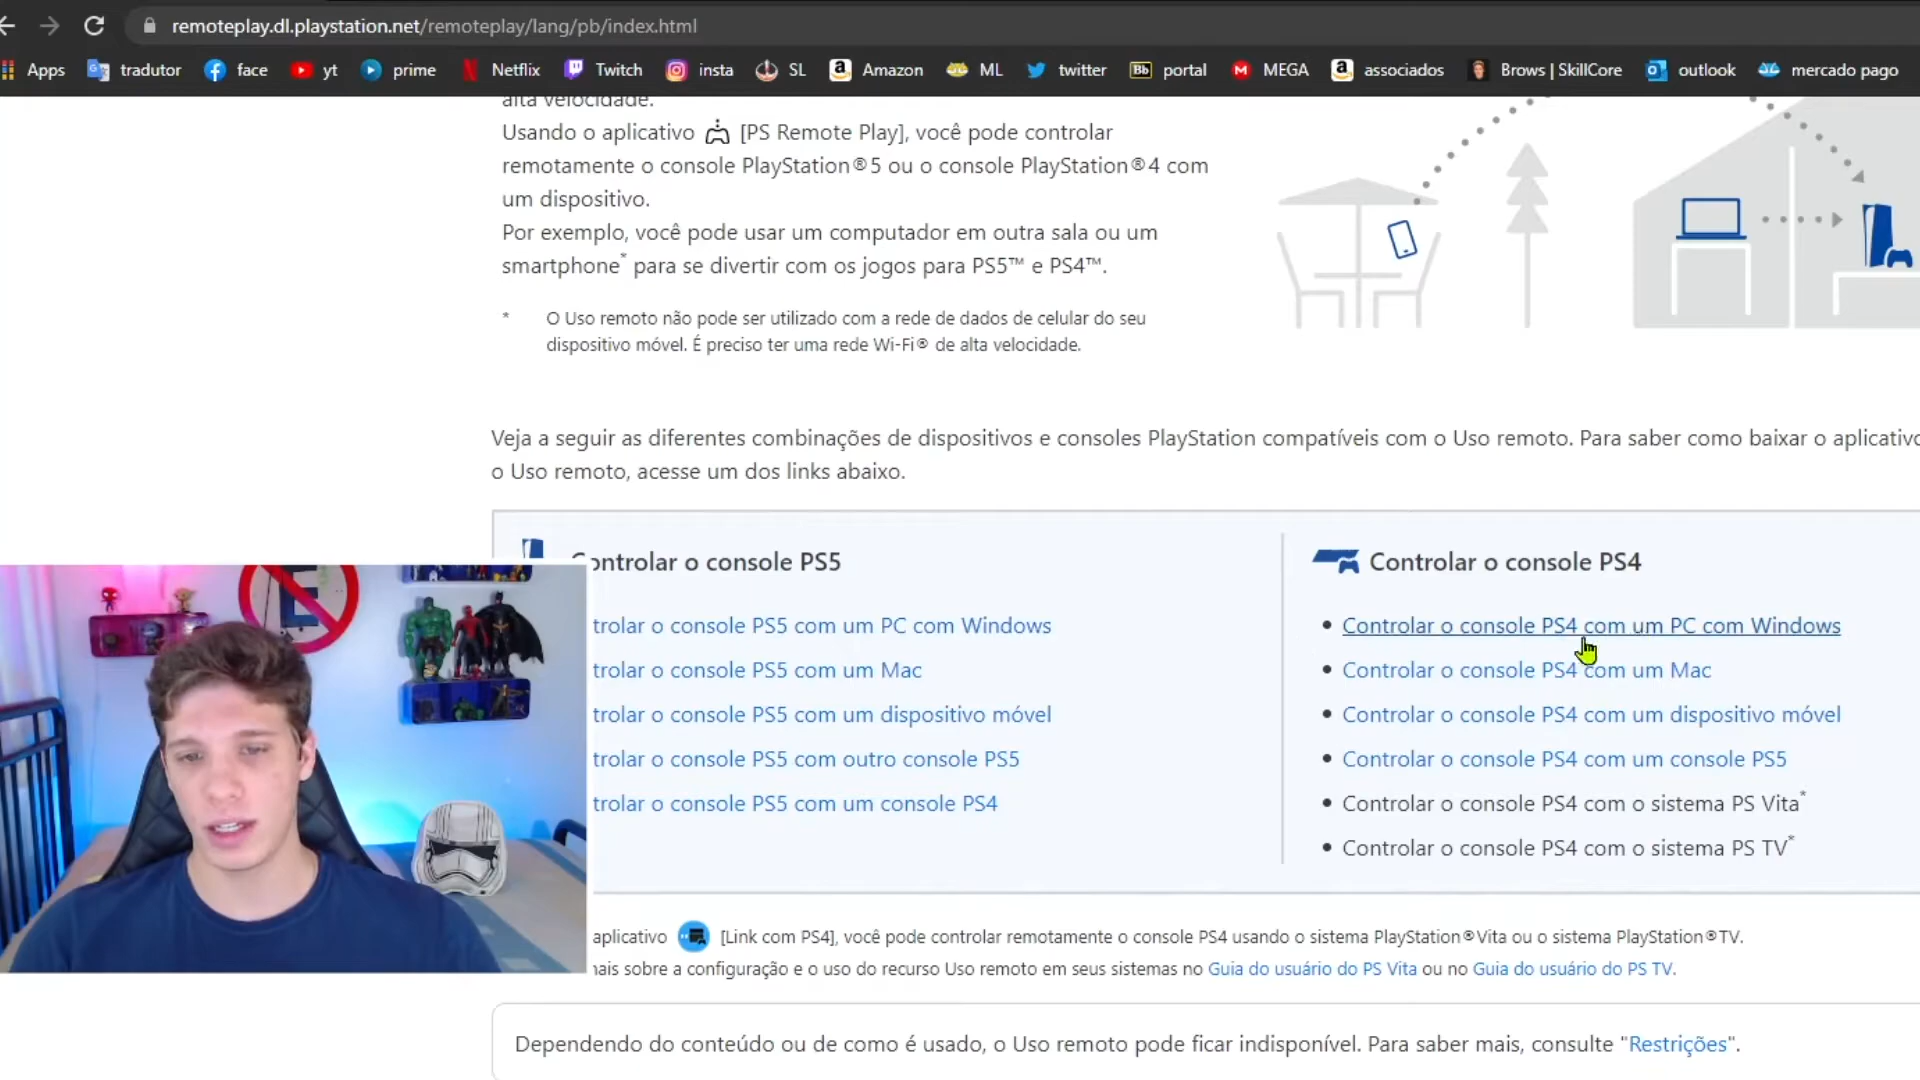 remoteplay.dl.playstation.net/remoteplay/lang/pb/index.html
Apps tradutor face yt prime Netflix Twitch insta SL Amazon ML twitter Bb portal MEGA associados Brows | SkillCore outlook mercado pago
alta velocidade.
Usando o aplicativo [PS Remote Play], você pode controlar
remotamente o console PlayStation®5 ou o console PlayStation®4 com
um dispositivo.
Por exemplo, você pode usar um computador em outra sala ou um
smartphone* para se divertir com os jogos para PS5™ e PS4™.
* O Uso remoto não pode ser utilizado com a rede de dados de celular do seu
dispositivo móvel. É preciso ter uma rede Wi-Fi® de alta velocidade.
Veja a seguir as diferentes combinações de dispositivos e consoles PlayStation compatíveis com o Uso remoto. Para saber como baixar o aplicativo
o Uso remoto, acesse um dos links abaixo.
Controlar o console PS5
trolar o console PS5 com um PC com Windows
trolar o console PS5 com um Mac
trolar o console PS5 com um dispositivo móvel
trolar o console PS5 com outro console PS5
trolar o console PS5 com um console PS4
Controlar o console PS4
• Controlar o console PS4 com um PC com Windows
• Controlar o console PS4 com um Mac
• Controlar o console PS4 com um dispositivo móvel
• Controlar o console PS4 com um console PS5
• Controlar o console PS4 com o sistema PS Vita*
• Controlar o console PS4 com o sistema PS TV*
aplicativo [Link com PS4], você pode controlar remotamente o console PS4 usando o sistema PlayStation®Vita ou o sistema PlayStation®TV.
mais sobre a configuração e o uso do recurso Uso remoto em seus sistemas no Guia do usuário do PS Vita ou no Guia do usuário do PS TV.
Dependendo do conteúdo ou de como é usado, o Uso remoto pode ficar indisponível. Para saber mais, consulte "Restrições".